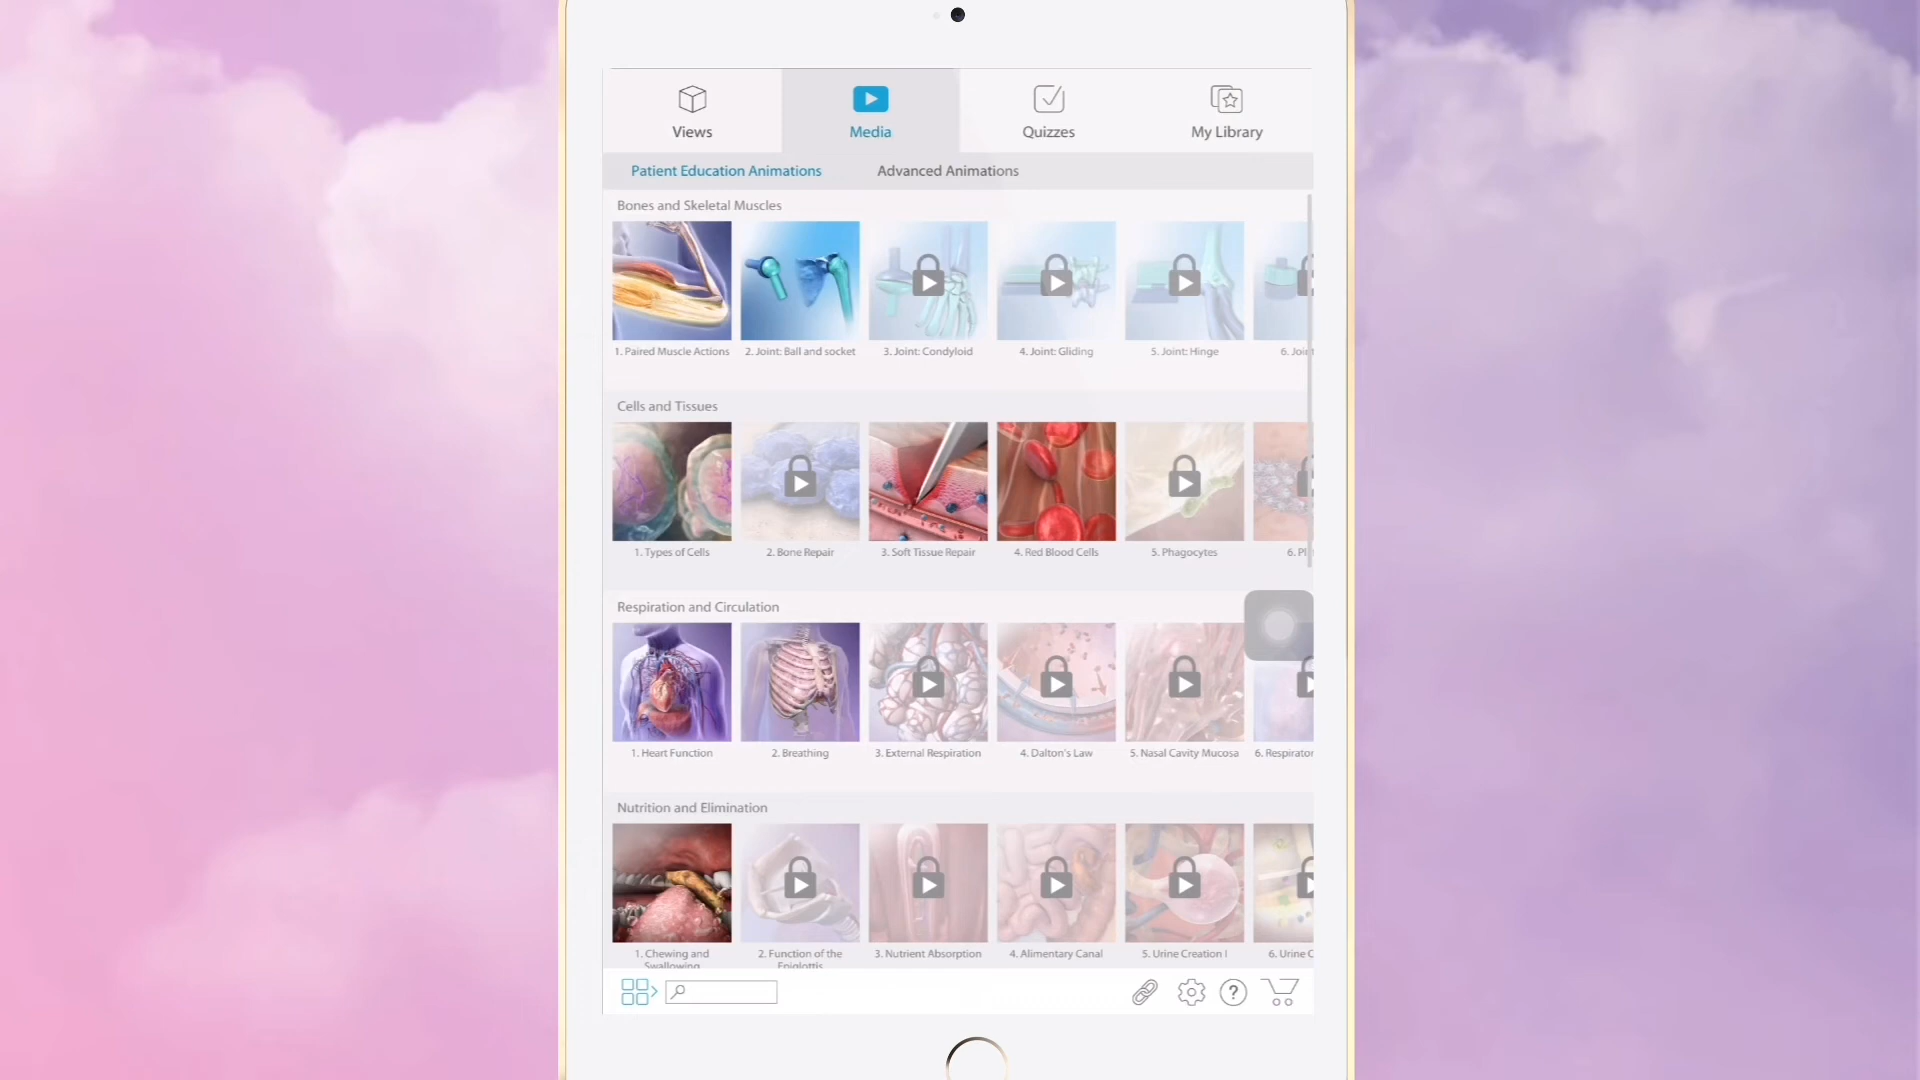 Views
Media
Quizzes
My Library
Patient Education Animations
Advanced Animations
Bones and Skeletal Muscles
1. Paired Muscle Actions
2. Joint: Ball and socket
3. Joint: Condyloid
4. Joint: Gliding
5. Joint: Hinge
6. Join
Cells and Tissues
1. Types of Cells
2. Bone Repair
3. Soft Tissue Repair
4. Red Blood Cells
5. Phagocytes
6. Pl
Respiration and Circulation
1. Heart Function
2. Breathing
3. External Respiration
4. Dalton's Law
5. Nasal Cavity Mucosa
6. Respirator
Nutrition and Elimination
1. Chewing and
Swallowing
2. Function of the
Epiglottis
3. Nutrient Absorption
4. Alimentary Canal
5. Urine Creation I
6. Urine C
?